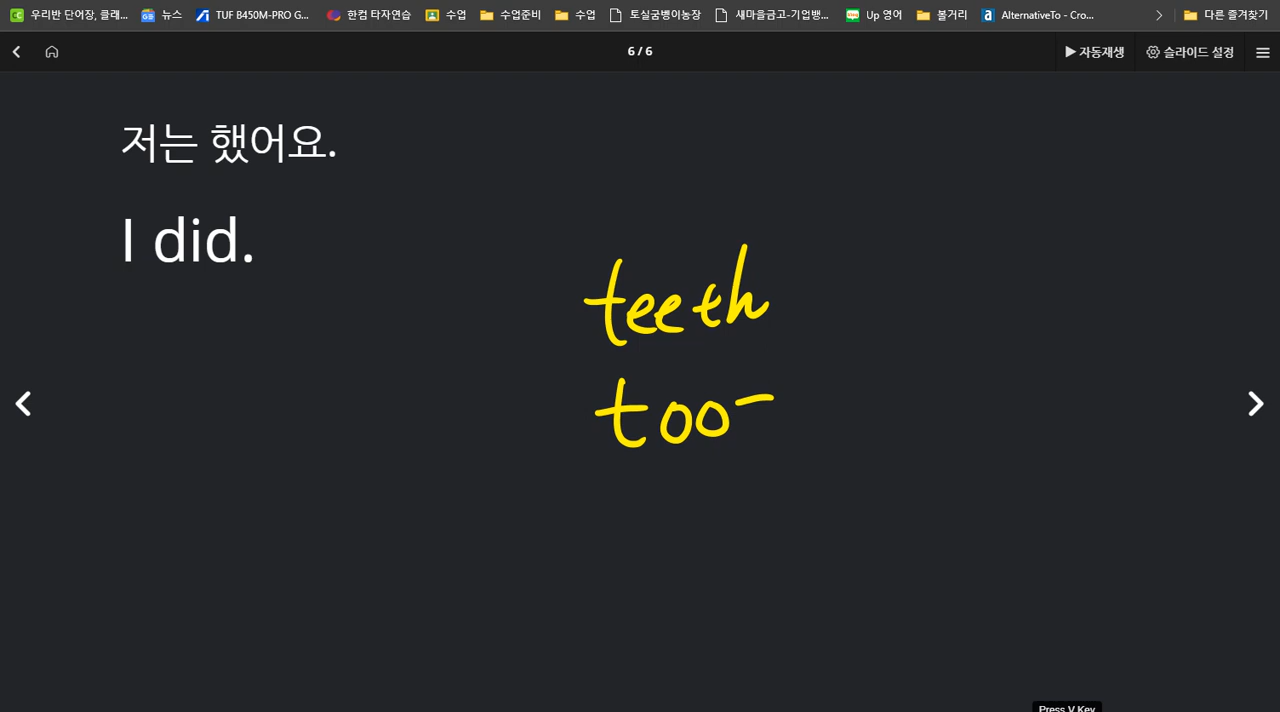 우리반 단어장, 클래...
뉴스
TUF B450M-PRO G...
한컴 타자연습
수업
수업준비
수업
토실굼벵이농장
새마을금고-기업뱅...
Up 영어
볼거리
AlternativeTo - Cro...
다른 즐겨찾기
6 / 6
자동재생
슬라이드 설정
저는 했어요.
I did.
teeth
too-
Press V Key